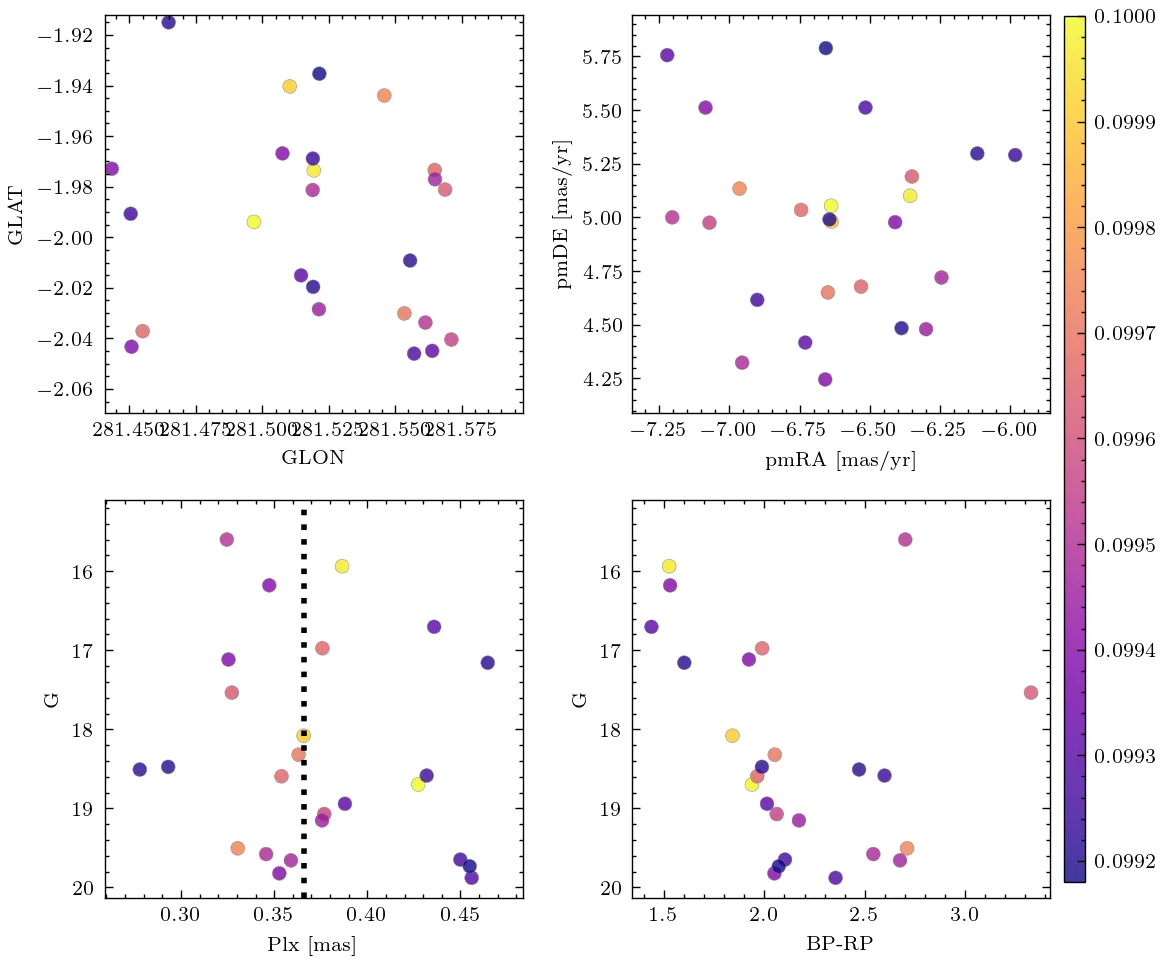 −1.92
−1.94
−1.96
−1.98
−2.00
−2.02
−2.04
−2.06
GLAT
281.450 281.475 281.500 281.525 281.550 281.575
GLON
5.75
5.50
5.25
5.00
4.75
4.50
4.25
pmDE [mas/yr]
−7.25 −7.00 −6.75 −6.50 −6.25 −6.00
pmRA [mas/yr]
0.1000
0.0999
0.0998
0.0997
0.0996
0.0995
0.0994
0.0993
0.0992
16
17
18
19
20
G
0.30 0.35 0.40 0.45
Plx [mas]
16
17
18
19
20
G
1.5 2.0 2.5 3.0
BP-RP